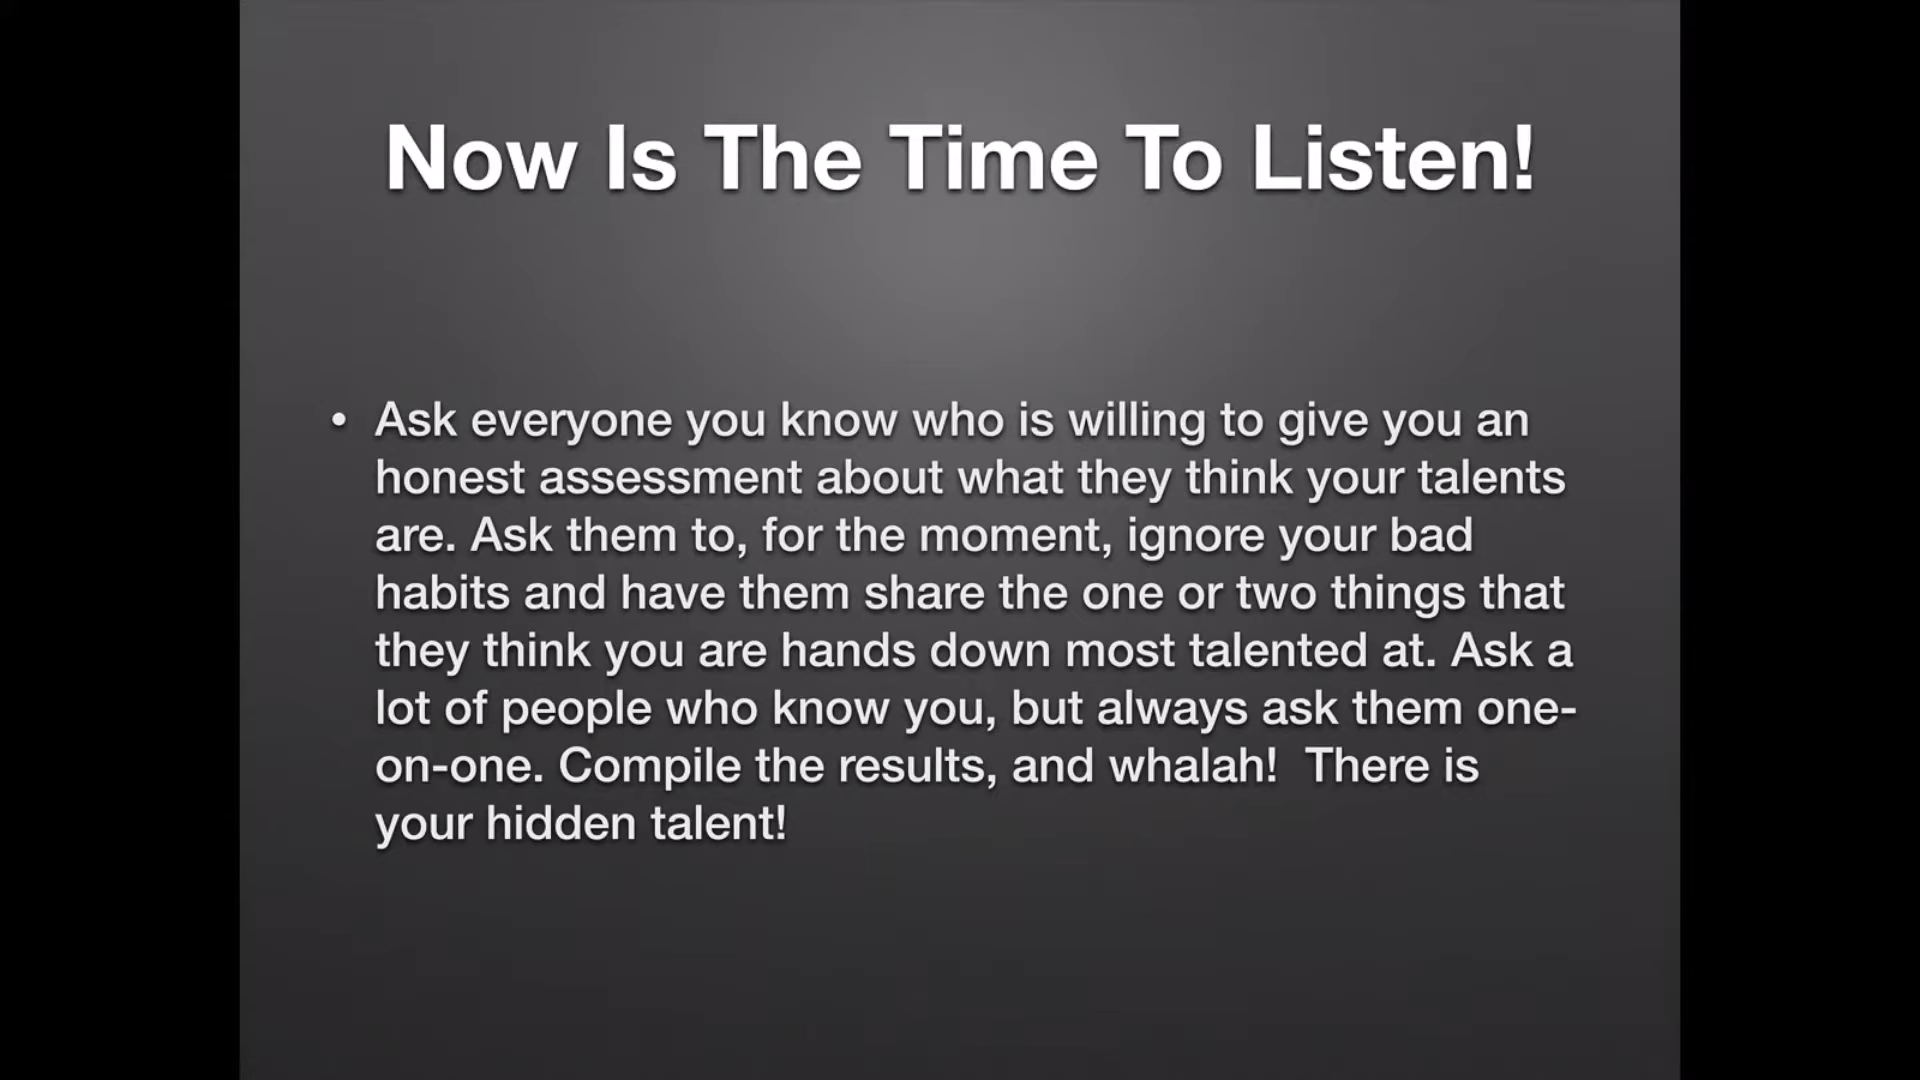 Now Is The Time To Listen!
• Ask everyone you know who is willing to give you an
honest assessment about what they think your talents
are. Ask them to, for the moment, ignore your bad
habits and have them share the one or two things that
they think you are hands down most talented at. Ask a
lot of people who know you, but always ask them one-
on-one. Compile the results, and whalah!  There is
your hidden talent!